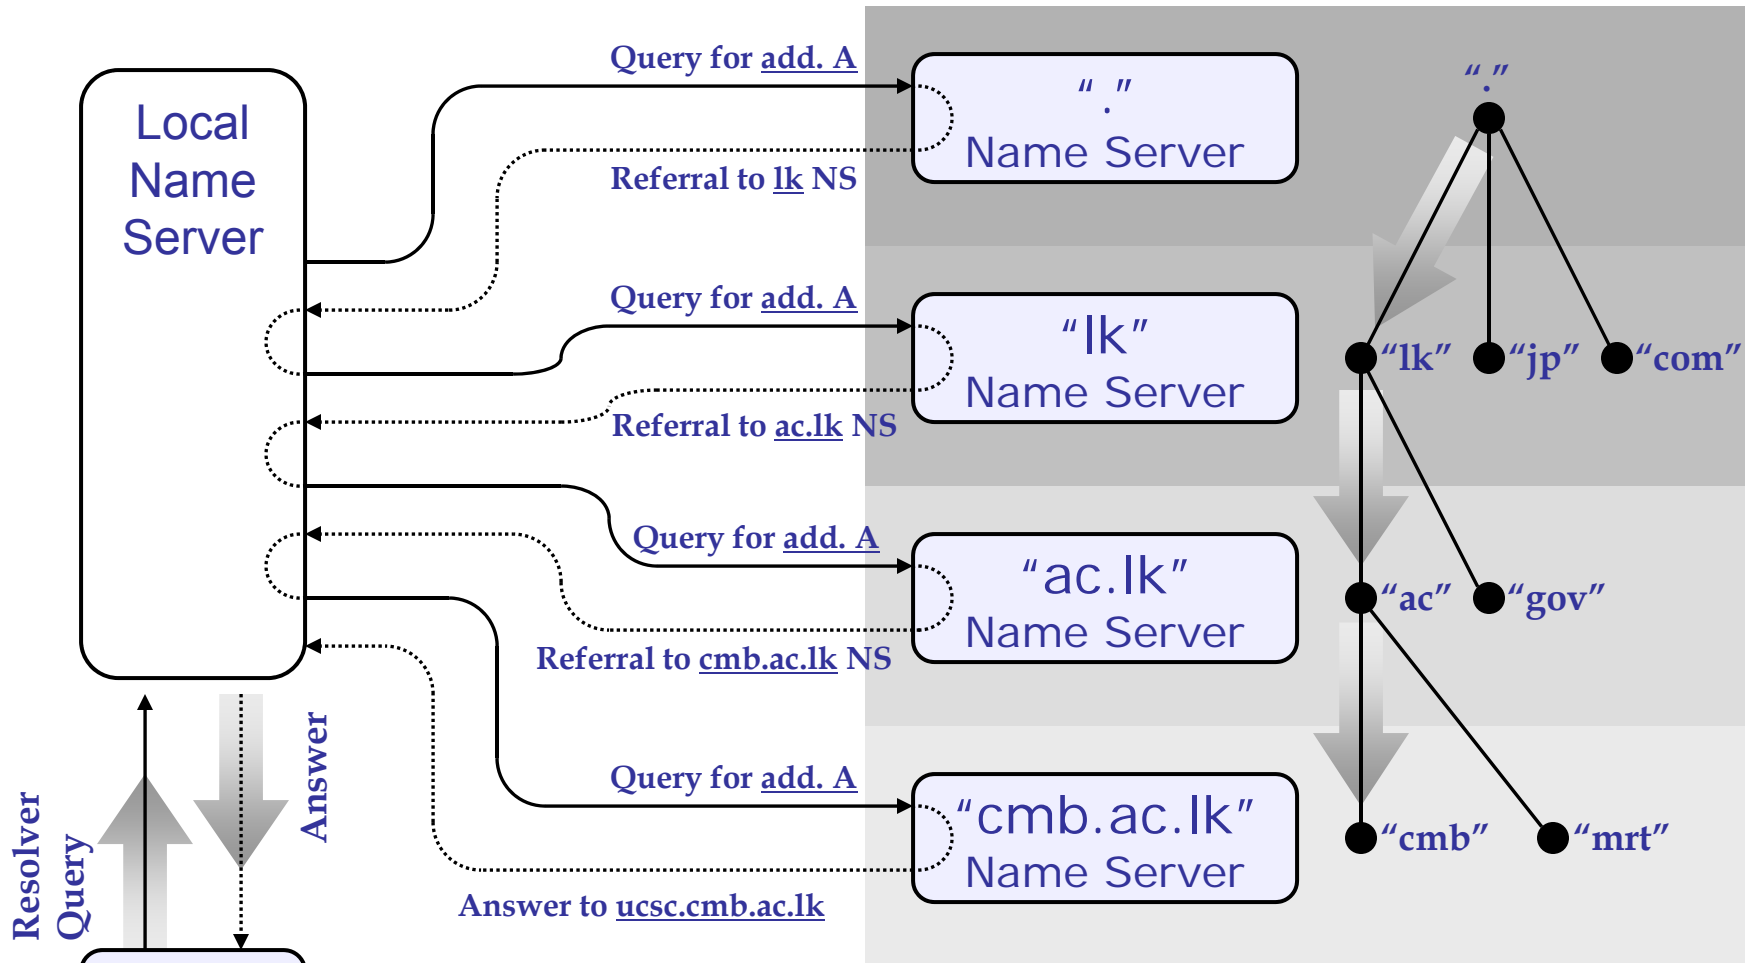 Local
Name
Server
Query for add. A
Referral to lk NS
Query for add. A
Referral to ac.lk NS
Query for add. A
Referral to cmb.ac.lk NS
Query for add. A
Answer to ucsc.cmb.ac.lk
Resolver
Query
Answer
“.”
Name Server
“lk”
Name Server
“ac.lk”
Name Server
“cmb.ac.lk”
Name Server
“.”
“lk”
“jp”
“com”
“ac”
“gov”
“cmb”
“mrt”